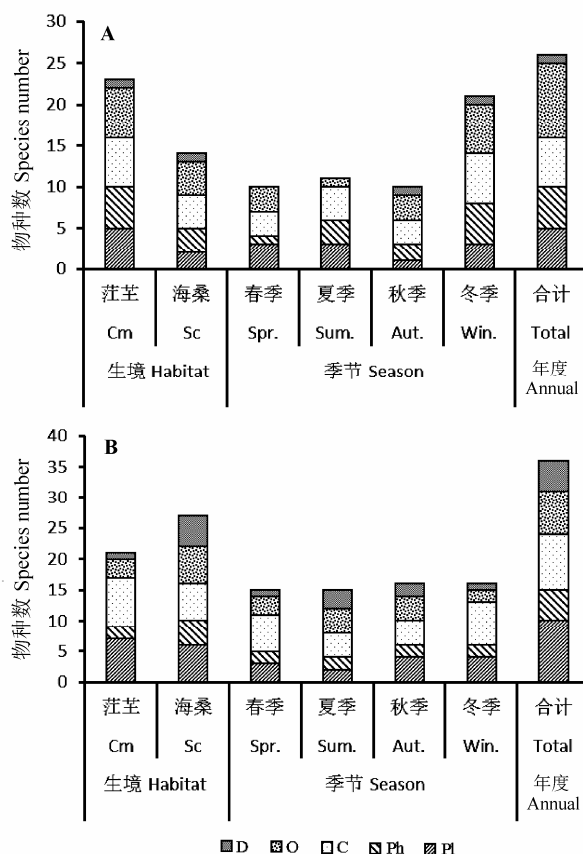 A
物种数 Species number
30
25
20
15
10
5
0
茳芏 海桑 春季 夏季 秋季 冬季 合计
Cm Sc Spr. Sum. Aut. Win. Total
生境 Habitat 季节 Season 年度
Annual
B
物种数 Species number
40
35
30
25
20
15
10
5
0
茳芏 海桑 春季 夏季 秋季 冬季 合计
Cm Sc Spr. Sum. Aut. Win. Total
生境 Habitat 季节 Season 年度
Annual
D O C Ph Pl